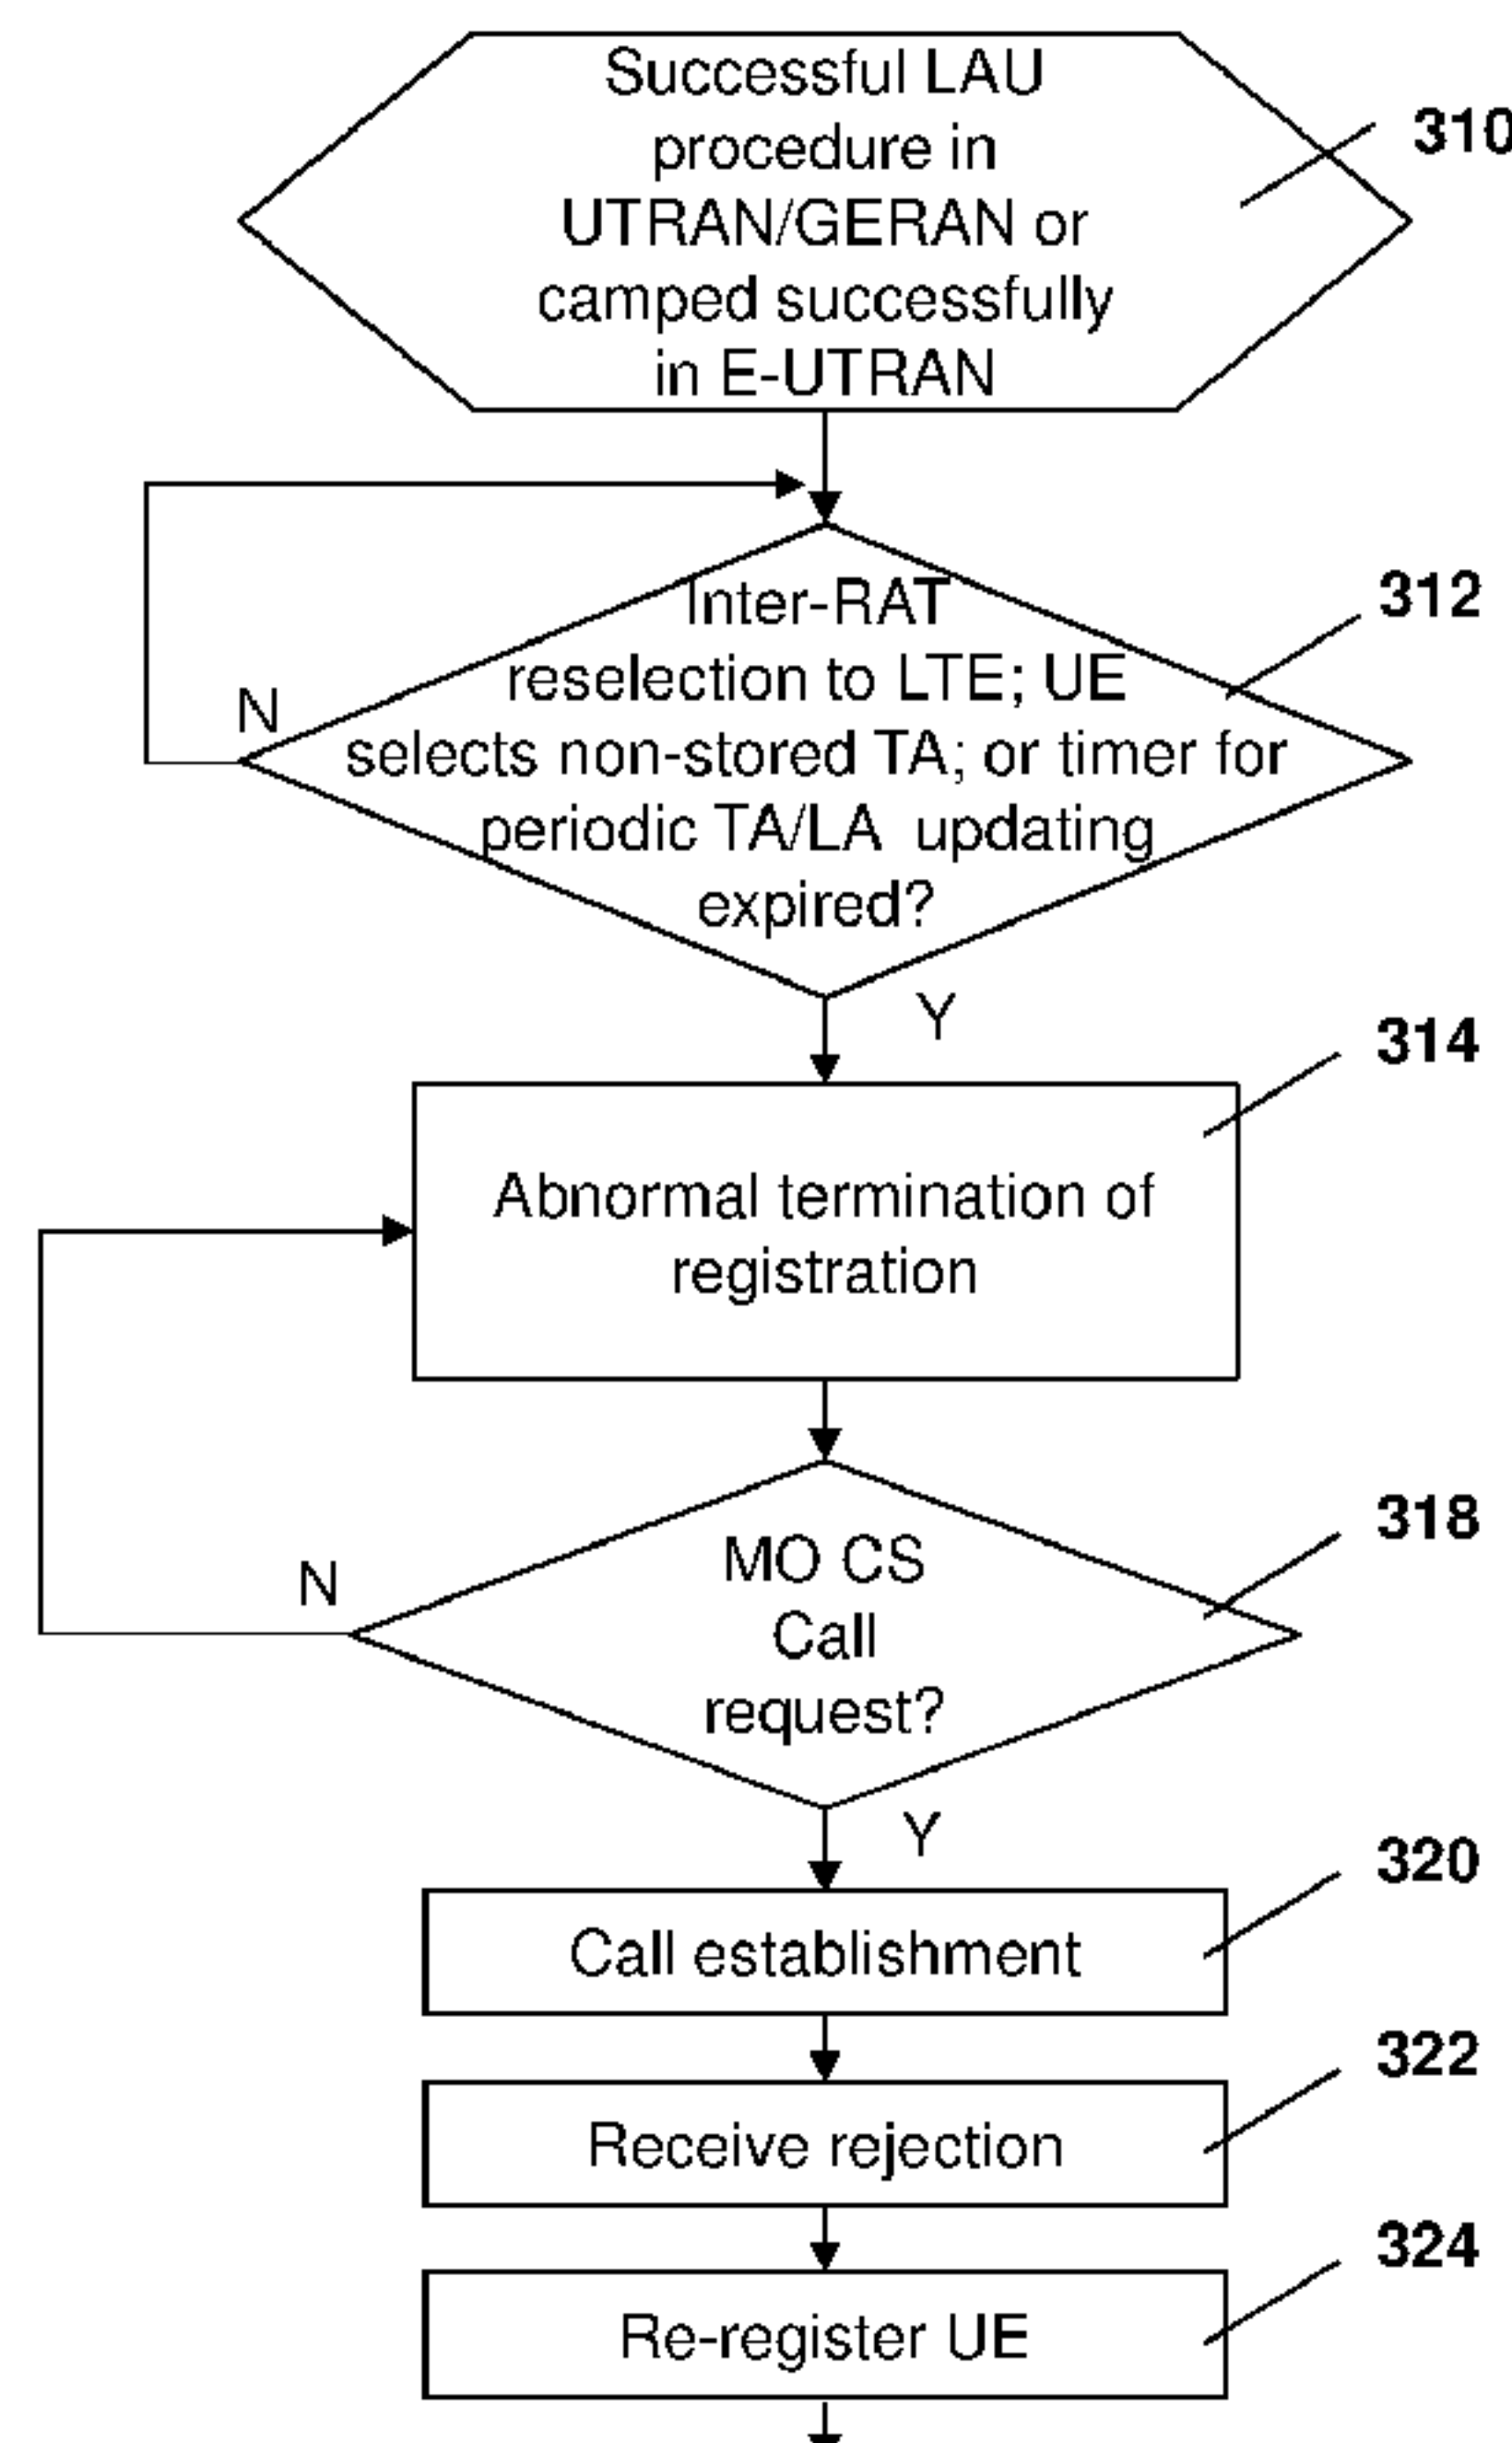 Successful LAU
procedure in
UTRAN/GERAN or
camped successfully
in E-UTRAN
310
Inter-RAT
reselection to LTE; UE
selects non-stored TA; or timer for
periodic TA/LA updating
expired?
312
N
Y
314
Abnormal termination of
registration
318
MO CS
Call
request?
N
Y
320
Call establishment
322
Receive rejection
324
Re-register UE